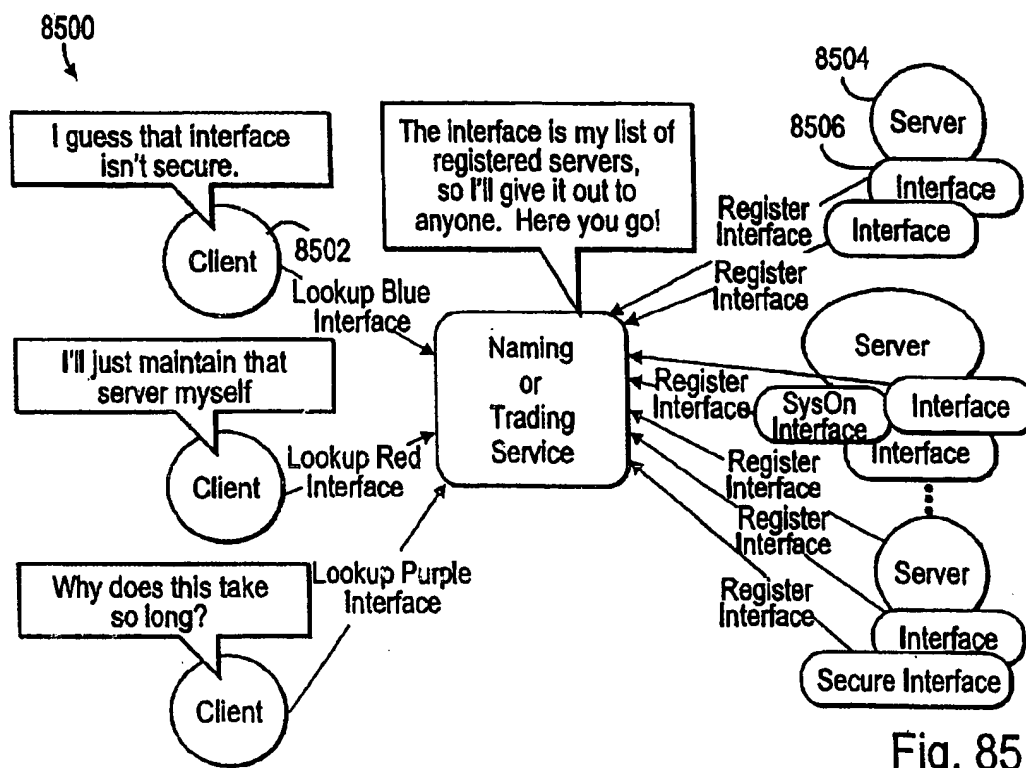 8500
I guess that interface
isn't secure.
Client
8502
Lookup Blue
Interface
I'll just maintain that
server myself
Client
Lookup Red
Interface
Why does this take
so long?
Client
Lookup Purple
Interface
The interface is my list of
registered servers,
so I'll give it out to
anyone. Here you go!
Naming
or
Trading
Service
8504
8506
Server
Interface
Interface
Register
Interface
Register
Interface
Server
Interface
SysOn
Interface
Interface
Register
Interface
Register
Interface
Register
Interface
Server
Interface
Secure Interface
Register
Interface
Fig. 85